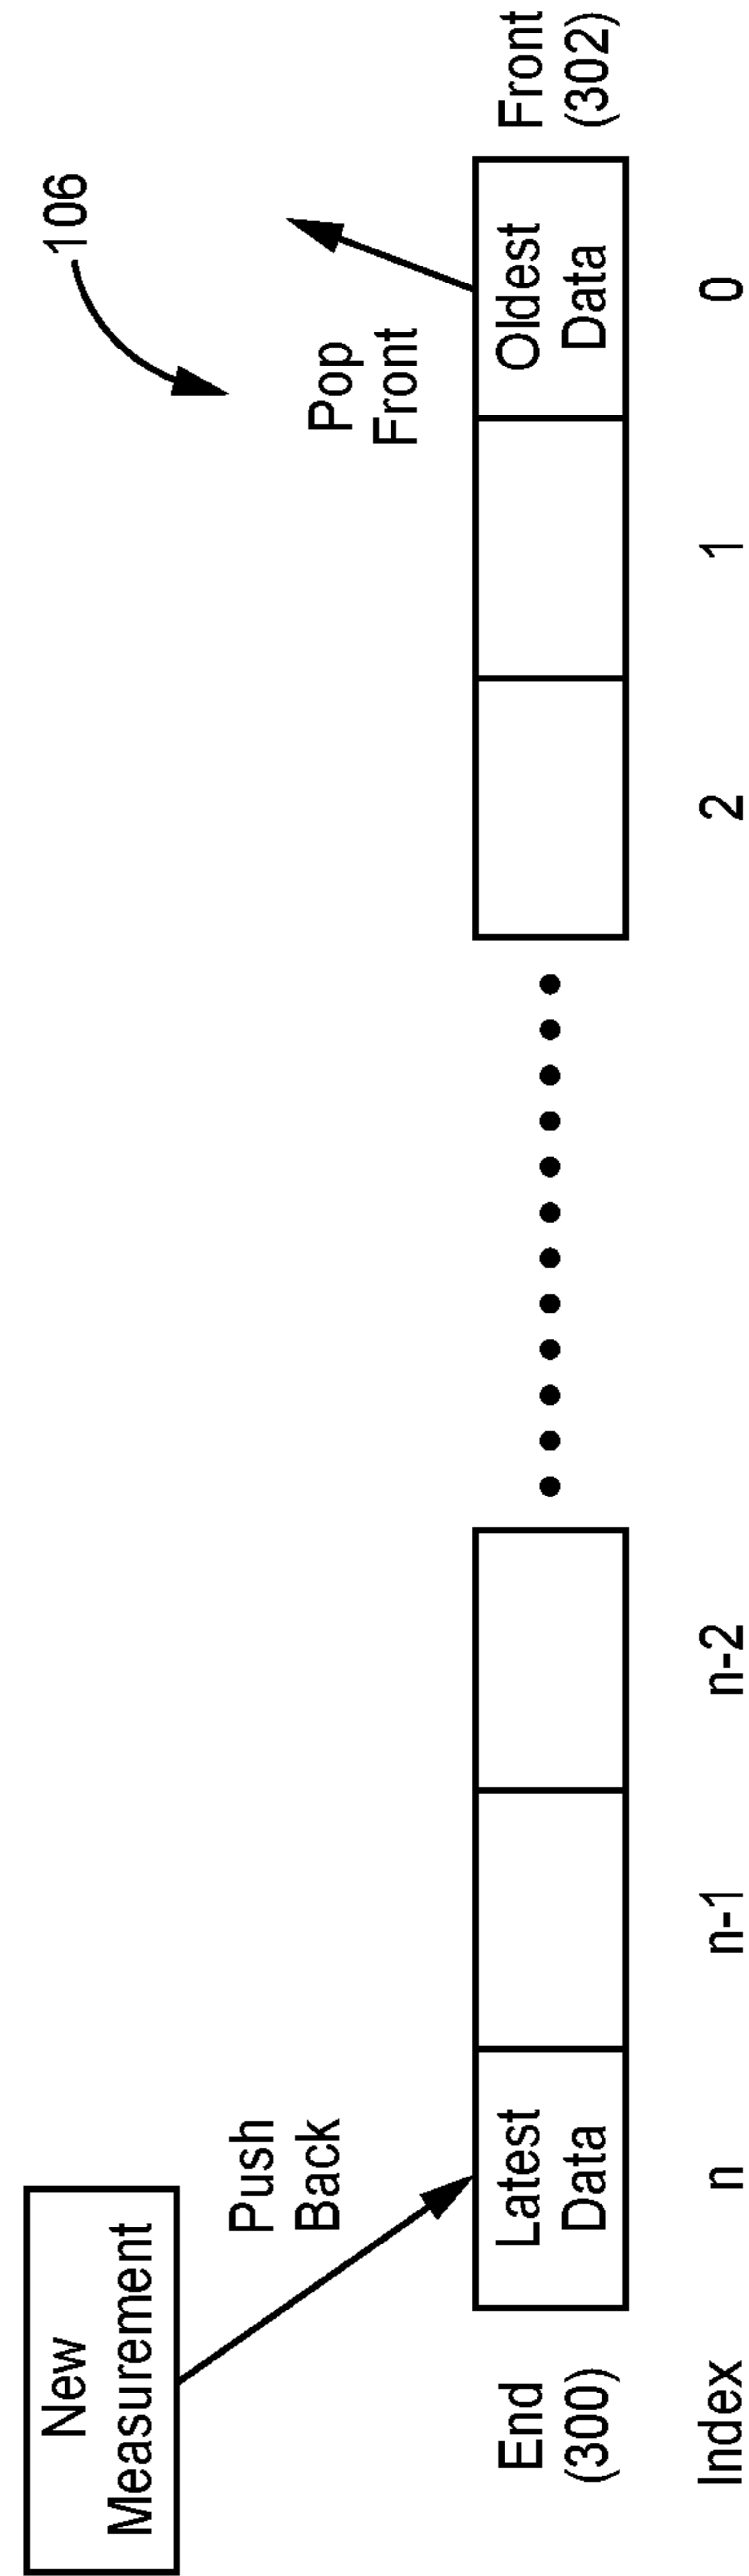 106
New
Measurement
Push
Back
Pop
Front
End
(300)
Latest
Data
Oldest
Data
Front
(302)
Index
n
n-1
n-2
2
1
0